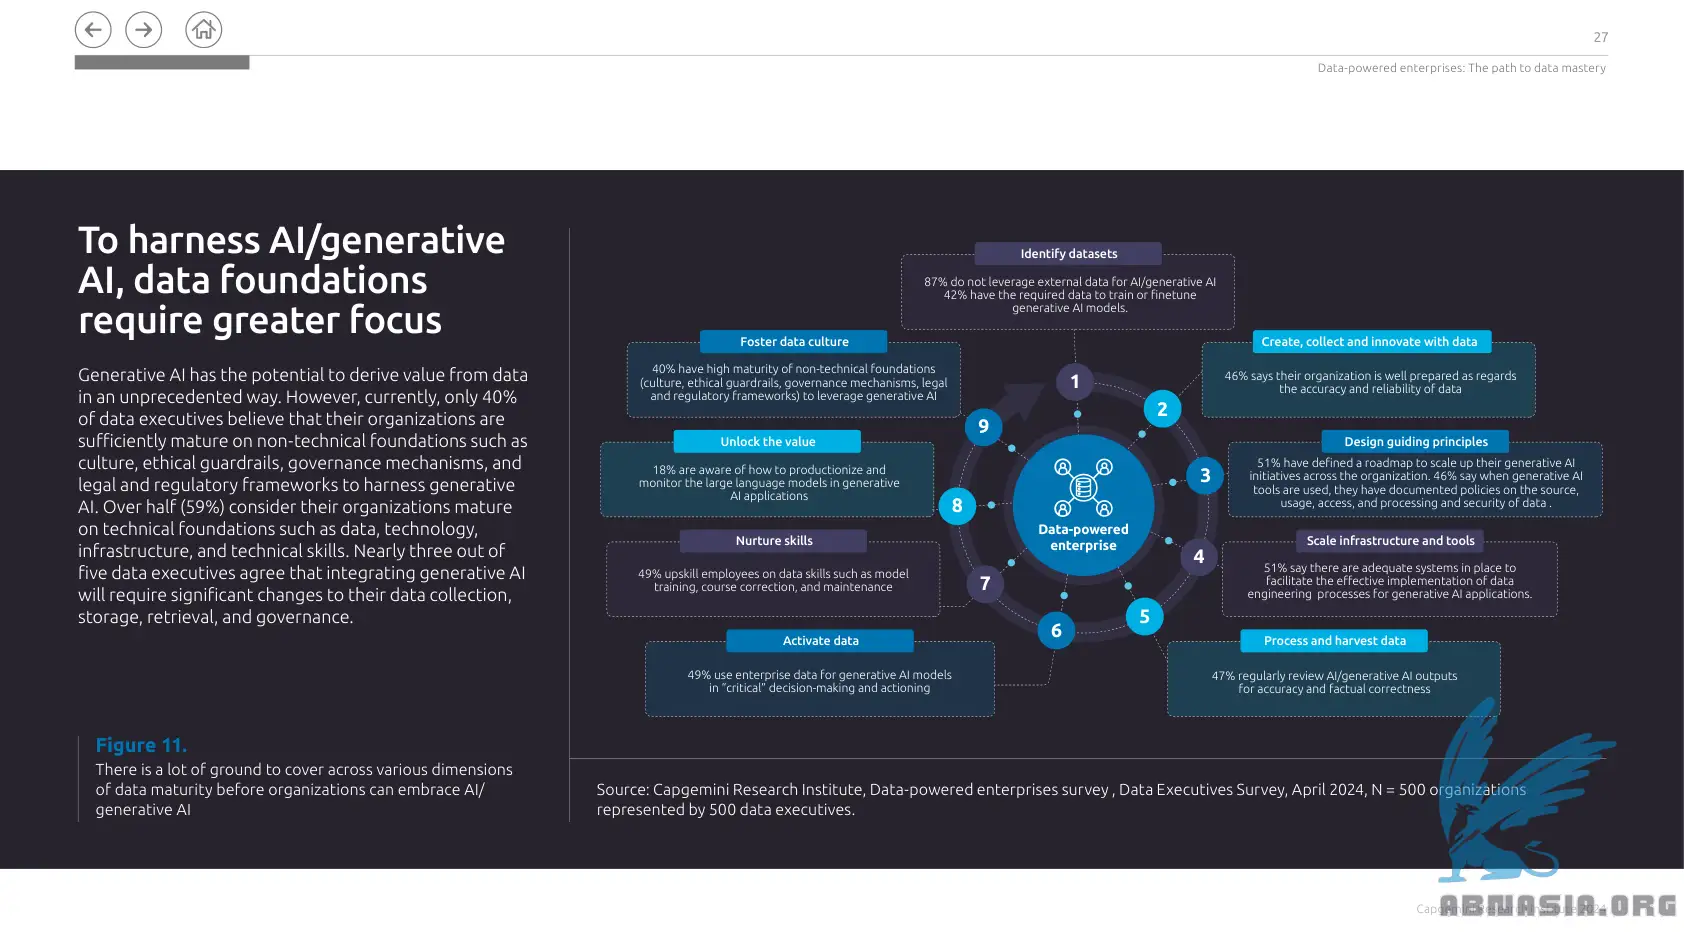 27
Data-powered enterprises: The path to data mastery
To harness AI/generative
AI, data foundations
require greater focus
Generative AI has the potential to derive value from data
in an unprecedented way. However, currently, only 40%
of data executives believe that their organizations are
sufficiently mature on non-technical foundations such as
culture, ethical guardrails, governance mechanisms, and
legal and regulatory frameworks to harness generative
AI. Over half (59%) consider their organizations mature
on technical foundations such as data, technology,
infrastructure, and technical skills. Nearly three out of
five data executives agree that integrating generative AI
will require significant changes to their data collection,
storage, retrieval, and governance.
Figure 11.
There is a lot of ground to cover across various dimensions
of data maturity before organizations can embrace AI/
generative AI
Identify datasets
87% do not leverage external data for AI/generative AI
42% have the required data to train or finetune
generative AI models.
1
Create, collect and innovate with data
46% says their organization is well prepared as regards
the accuracy and reliability of data
2
Design guiding principles
51% have defined a roadmap to scale up their generative AI
initiatives across the organization. 46% say when generative AI
tools are used, they have documented policies on the source,
usage, access, and processing and security of data .
3
Scale infrastructure and tools
51% say there are adequate systems in place to
facilitate the effective implementation of data
engineering processes for generative AI applications.
4
Process and harvest data
47% regularly review AI/generative AI outputs
for accuracy and factual correctness
5
Activate data
49% use enterprise data for generative AI models
in “critical” decision-making and actioning
6
Nurture skills
49% upskill employees on data skills such as model
training, course correction, and maintenance
7
Unlock the value
18% are aware of how to productionize and
monitor the large language models in generative
AI applications
8
Foster data culture
40% have high maturity of non-technical foundations
(culture, ethical guardrails, governance mechanisms, legal
and regulatory frameworks) to leverage generative AI
9
Data-powered
enterprise
Source: Capgemini Research Institute, Data-powered enterprises survey , Data Executives Survey, April 2024, N = 500 organizations
represented by 500 data executives.
Capgemini Research Institute 2024
ABNASIA.ORG